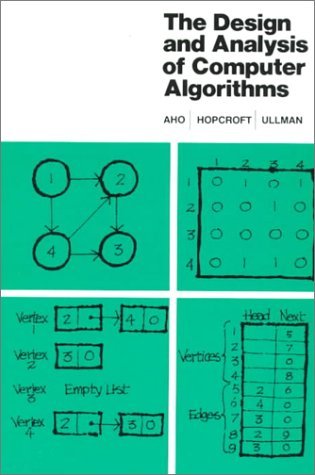 The Design
and Analysis
of Computer
Algorithms
AHO | HOPCROFT | ULLMAN
1 2
4 3
1 2 3 4
1 0 1 0 1
2 0 0 1 0
3 0 0 0 0
4 0 1 1 0
Vertex 1 2 4 0
Vertex 2 3 0
Vertex 3 Empty List
Vertex 4 2 3 0
Head Next
1 5
2 7
Vertices 3 0
4 8
5 2 6
6 4 0
Edges 7 3 0
8 2 9
9 3 0